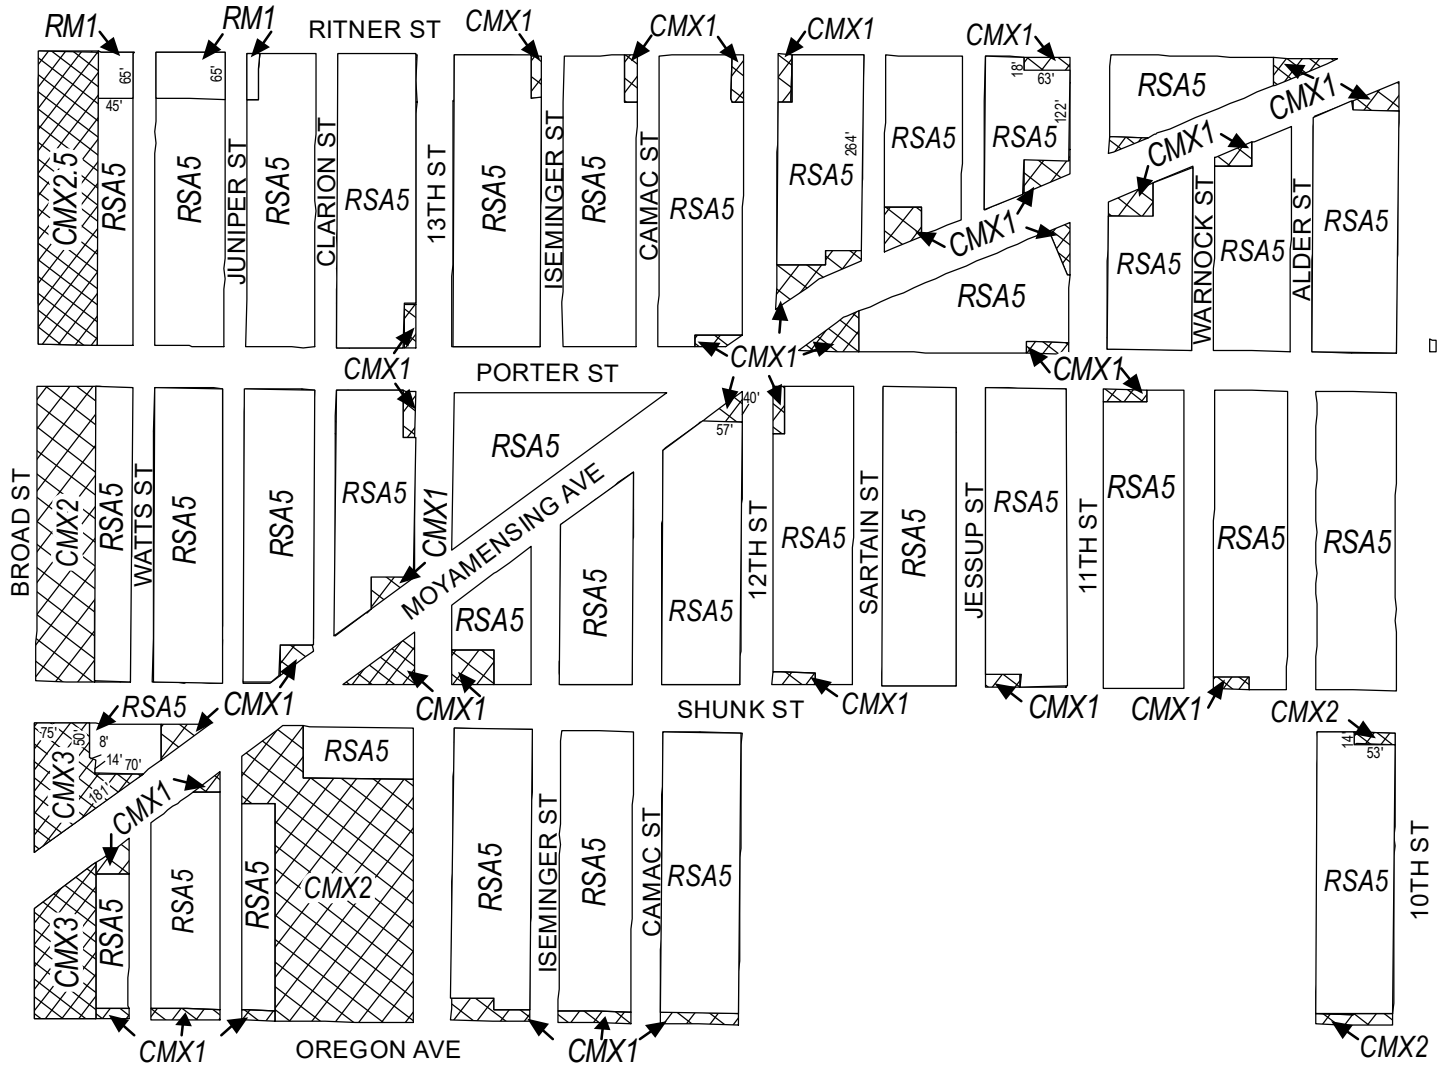 RM1
RM1
RITNER ST
CMX1
CMX1
CMX1
CMX1
65'
45'
65'
18'
63'
122'
CMX2.5
RSA5
RSA5
JUNIPER ST
RSA5
CLARION ST
RSA5
13TH ST
RSA5
ISEMINGER ST
RSA5
CAMAC ST
RSA5
RSA5
264'
RSA5
RSA5
RSA5
CMX1
CMX1
CMX1
RSA5
RSA5
WARNOCK ST
RSA5
ALDER ST
RSA5
CMX1
PORTER ST
CMX1
CMX1
40'
57'
BROAD ST
CMX2
RSA5
WATTS ST
RSA5
RSA5
RSA5
CMX1
RSA5
MOYAMENSING AVE
RSA5
RSA5
RSA5
12TH ST
RSA5
SARTAIN ST
RSA5
JESSUP ST
RSA5
11TH ST
RSA5
RSA5
RSA5
RSA5
CMX1
CMX1
SHUNK ST
CMX1
CMX1
CMX1
CMX2
75'
50'
8'
14'
70'
181'
CMX3
CMX1
RSA5
14'
53'
CMX3
RSA5
RSA5
RSA5
CMX2
RSA5
ISEMINGER ST
RSA5
CAMAC ST
RSA5
RSA5
10TH ST
CMX1
OREGON AVE
CMX1
CMX2